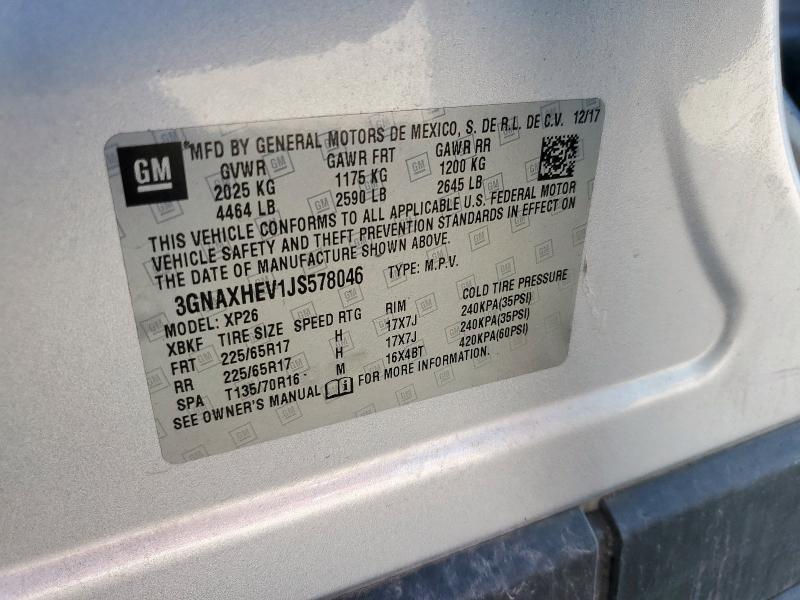 GM
*MFD BY GENERAL MOTORS DE MEXICO, S. DE R.L. DE C.V. 12/17
GVWR GAWR FRT GAWR RR
2025 KG 1175 KG 1200 KG
4464 LB 2590 LB 2645 LB
THIS VEHICLE CONFORMS TO ALL APPLICABLE U.S. FEDERAL MOTOR
VEHICLE SAFETY AND THEFT PREVENTION STANDARDS IN EFFECT ON
THE DATE OF MANUFACTURE SHOWN ABOVE.
3GNAXHEV1JS578046 TYPE: M.P.V.
MODEL: XP26
XBKF TIRE SIZE SPEED RTG RIM COLD TIRE PRESSURE
FRT 225/65R17 H 17X7J 240KPA(35PSI)
RR 225/65R17 H 17X7J 240KPA(35PSI)
SPA T135/70R16 M 16X4BT 420KPA(60PSI)
SEE OWNER'S MANUAL FOR MORE INFORMATION.